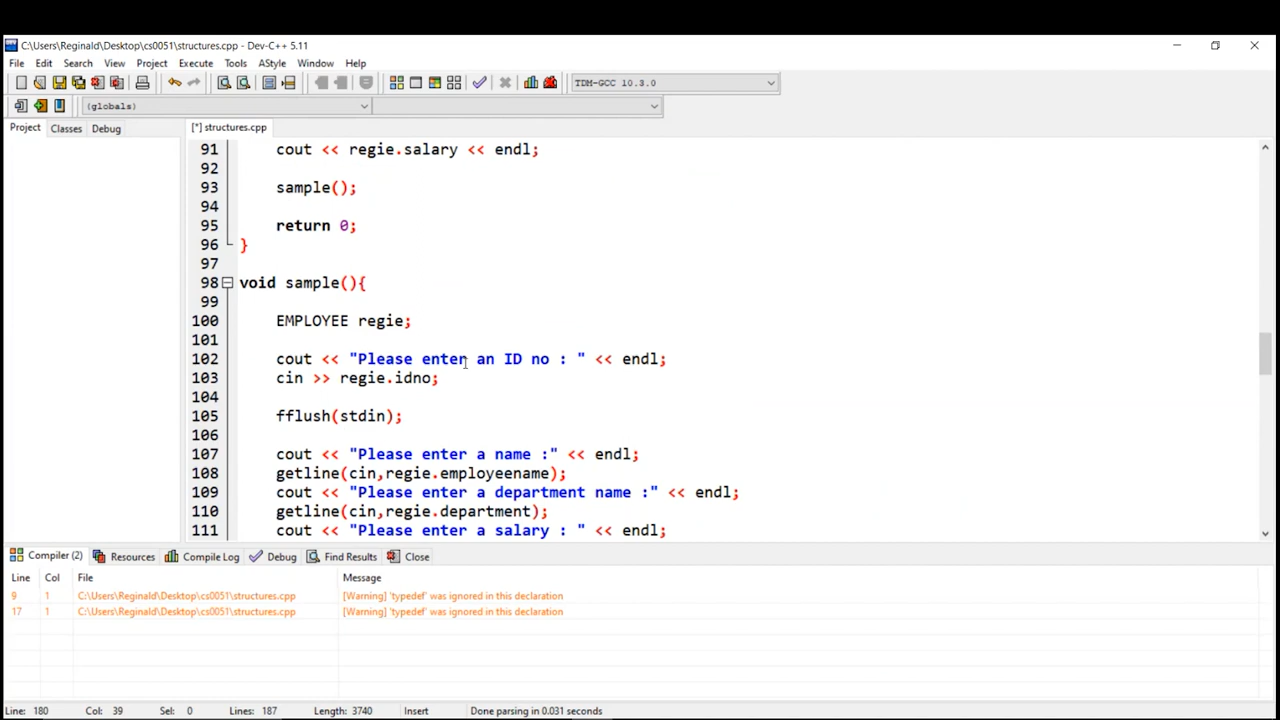 C:\Users\Reginald\Desktop\cs0051\structures.cpp - Dev-C++ 5.11
File Edit Search View Project Execute Tools AStyle Window Help
TDM-GCC 10.3.0
(globals)
Project Classes Debug [*] structures.cpp
91 cout << regie.salary << endl;
92
93 sample();
94
95 return 0;
96 }
97
98 void sample(){
99
100 EMPLOYEE regie;
101
102 cout << "Please enter an ID no : " << endl;
103 cin >> regie.idno;
104
105 fflush(stdin);
106
107 cout << "Please enter a name :" << endl;
108 getline(cin,regie.employeename);
109 cout << "Please enter a department name :" << endl;
110 getline(cin,regie.department);
111 cout << "Please enter a salary : " << endl;
Compiler (2) Resources Compile Log Debug Find Results Close
Line Col File Message
9 1 C:\Users\Reginald\Desktop\cs0051\structures.cpp [Warning] 'typedef' was ignored in this declaration
17 1 C:\Users\Reginald\Desktop\cs0051\structures.cpp [Warning] 'typedef' was ignored in this declaration
Line: 180 Col: 39 Sel: 0 Lines: 187 Length: 3740 Insert Done parsing in 0.031 seconds